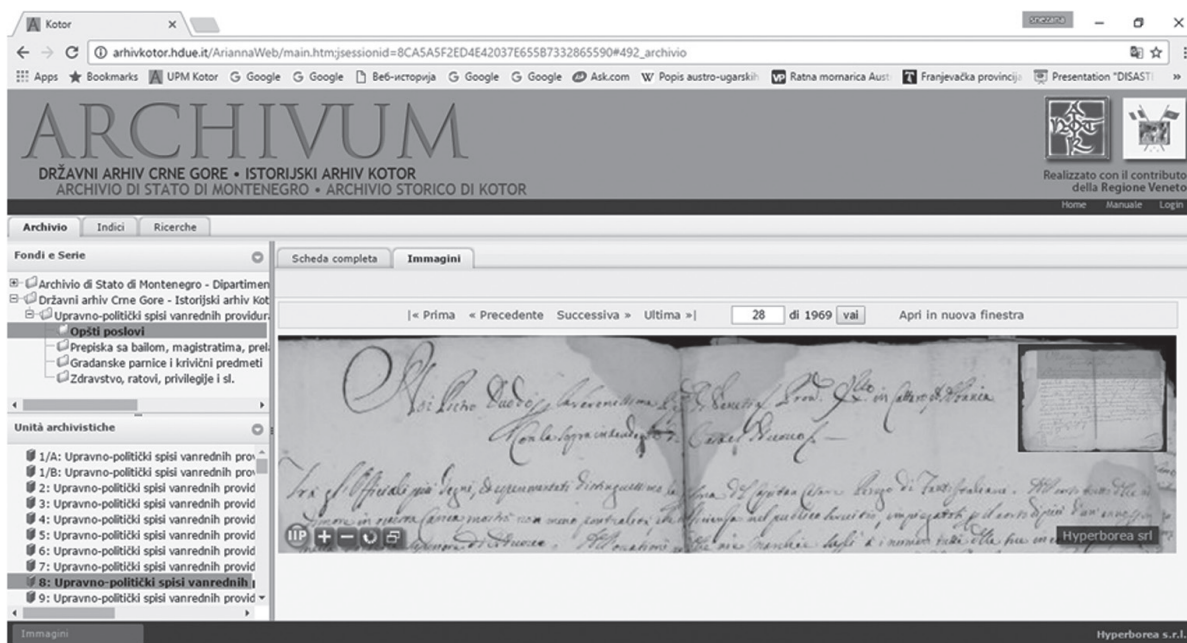 Kotor
snezana
arhivkotor.hdue.it/AriannaWeb/main.htm;jsessionid=8CA5A5F2ED4E42037E655B7332865590#492_archivio
Apps Bookmarks UPM Kotor Google Google Веб-историја Google Google Ask.com Popis austro-ugarskih Ratna mornarica Aust Franjevačka provincija Presentation "DISAST »
ARCHIVUM
DRŽAVNI ARHIV CRNE GORE • ISTORIJSKI ARHIV KOTOR
ARCHIVIO DI STATO DI MONTENEGRO • ARCHIVIO STORICO DI KOTOR
Realizzato con il contributo
della Regione Veneto
Home Manuale Login
Archivio Indici Ricerche
Fondi e Serie
Archivio di Stato di Montenegro - Dipartimen
Državni arhiv Crne Gore - Istorijski arhiv Kot
Upravno-politički spisi vanrednih providura
Opšti poslovi
Prepiska sa bailom, magistratima, prela
Građanske parnice i krivični predmeti
Zdravstvo, ratovi, privilegije i sl.
Unità archivistiche
1/A: Upravno-politički spisi vanrednih prov
1/B: Upravno-politički spisi vanrednih prov
2: Upravno-politički spisi vanrednih provid
3: Upravno-politički spisi vanrednih provid
4: Upravno-politički spisi vanrednih provid
5: Upravno-politički spisi vanrednih provid
6: Upravno-politički spisi vanrednih provid
7: Upravno-politički spisi vanrednih provid
8: Upravno-politički spisi vanrednih p
9: Upravno-politički spisi vanrednih provid
Scheda completa Immagini
|« Prima « Precedente Successiva » Ultima »| 28 di 1969 vai Apri in nuova finestra
Noi Pietro Duodo
IIP
Hyperborea srl
Immagini
Hyperborea s.r.l.